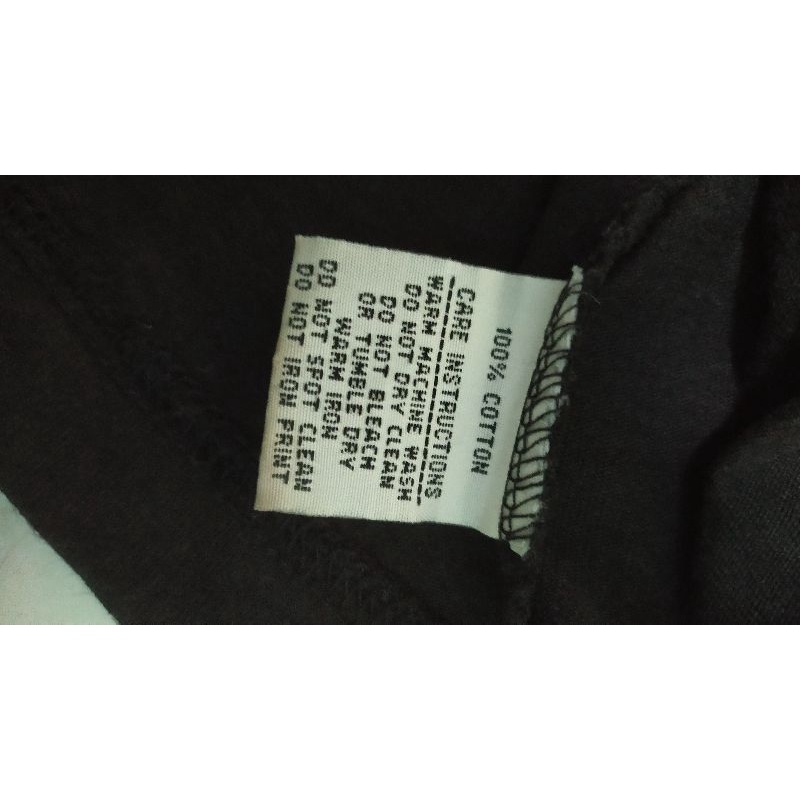 100% COTTON
CARE INSTRUCTIONS
WARM MACHINE WASH
DO NOT DRY CLEAN
DO NOT BLEACH
OR TUMBLE DRY
WARM IRON
DO NOT SPOT CLEAN
DO NOT IRON PRINT